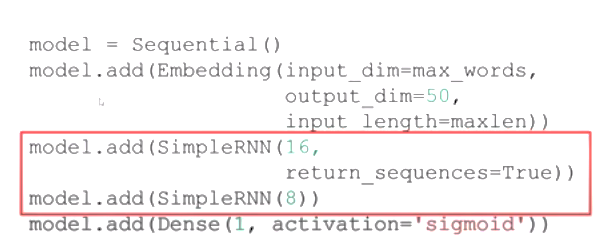 model = Sequential()
model.add(Embedding(input_dim=max_words,
                    output_dim=50,
                    input_length=maxlen))
model.add(SimpleRNN(16,
                    return_sequences=True))
model.add(SimpleRNN(8))
model.add(Dense(1, activation='sigmoid'))